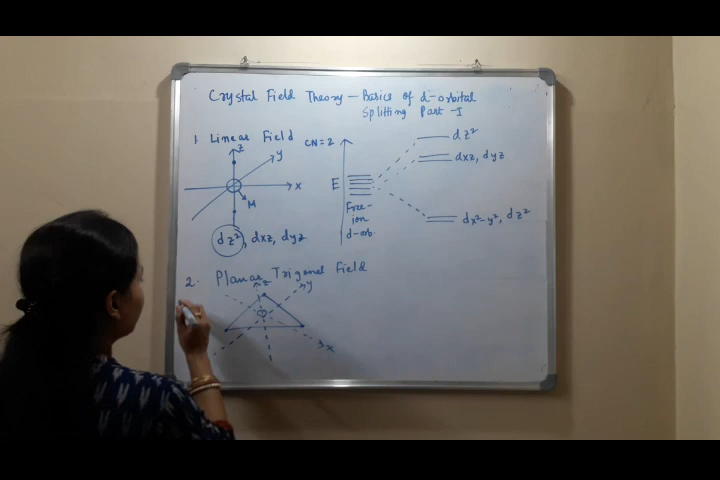 Crystal Field Theory - Basics of d-orbital
Splitting Part - I
1. Linear Field
CN = 2
z
y
x
M
dz², dxz, dyz
E
Free-
ion
d-orb.
dz²
dxz, dyz
dx²-y², dz²
2. Planar Trigonal Field
z
y
x